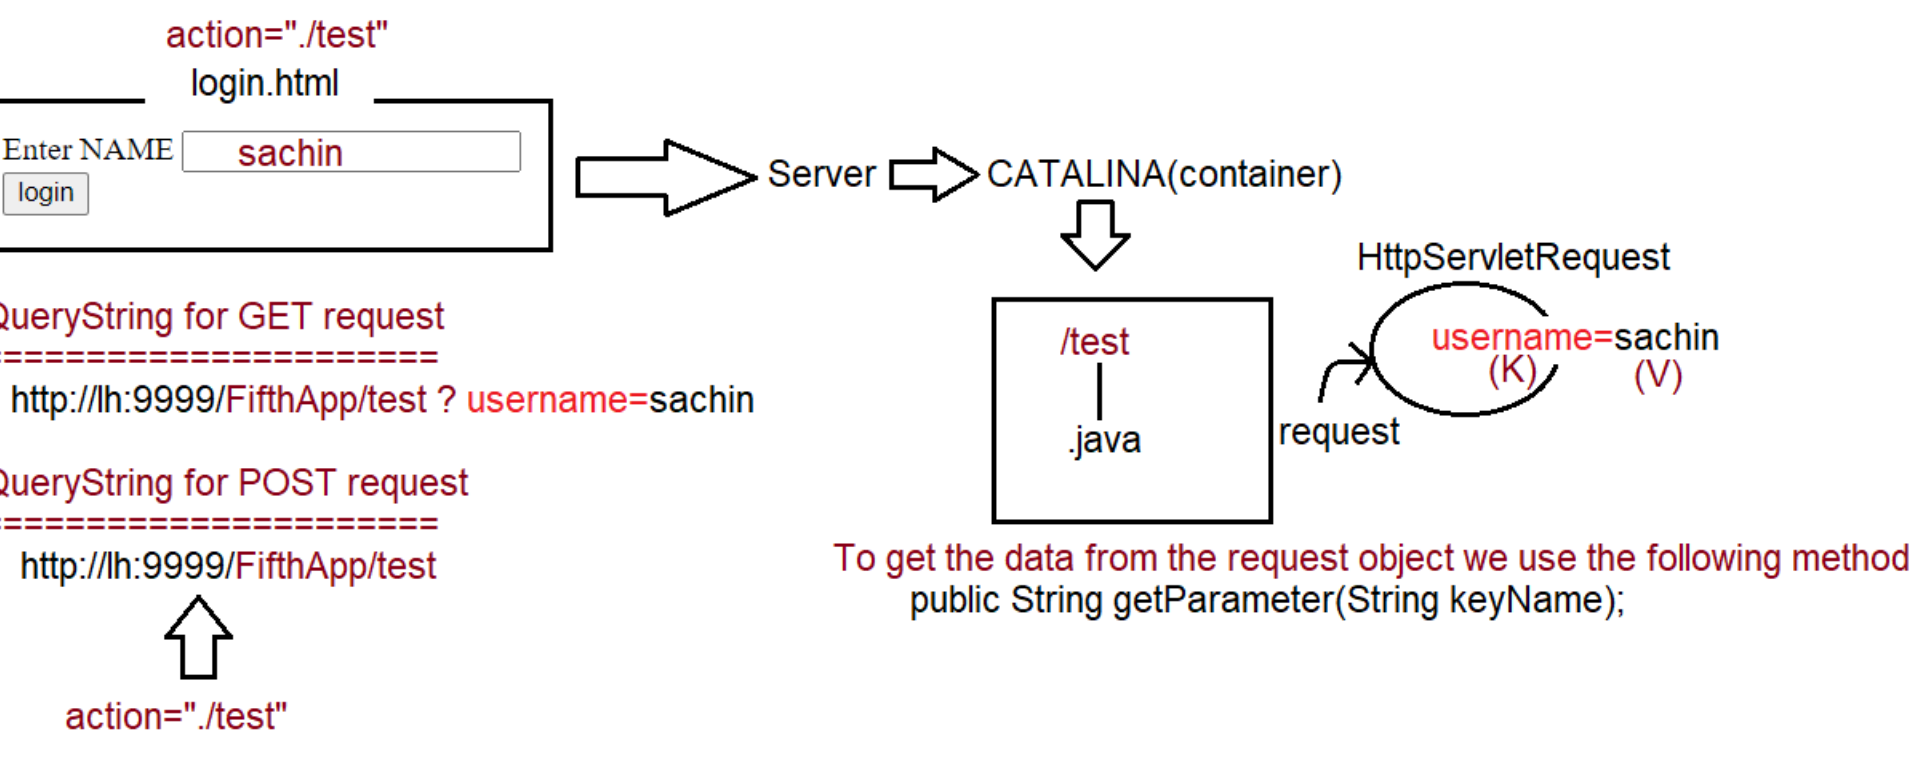 action="./test"
login.html
Enter NAME sachin
login
Server CATALINA(container)
HttpServletRequest
/test
username=sachin
(K) (V)
.java
request
QueryString for GET request
=====================
http://lh:9999/FifthApp/test ? username=sachin
QueryString for POST request
=====================
http://lh:9999/FifthApp/test
action="./test"
To get the data from the request object we use the following method
public String getParameter(String keyName);